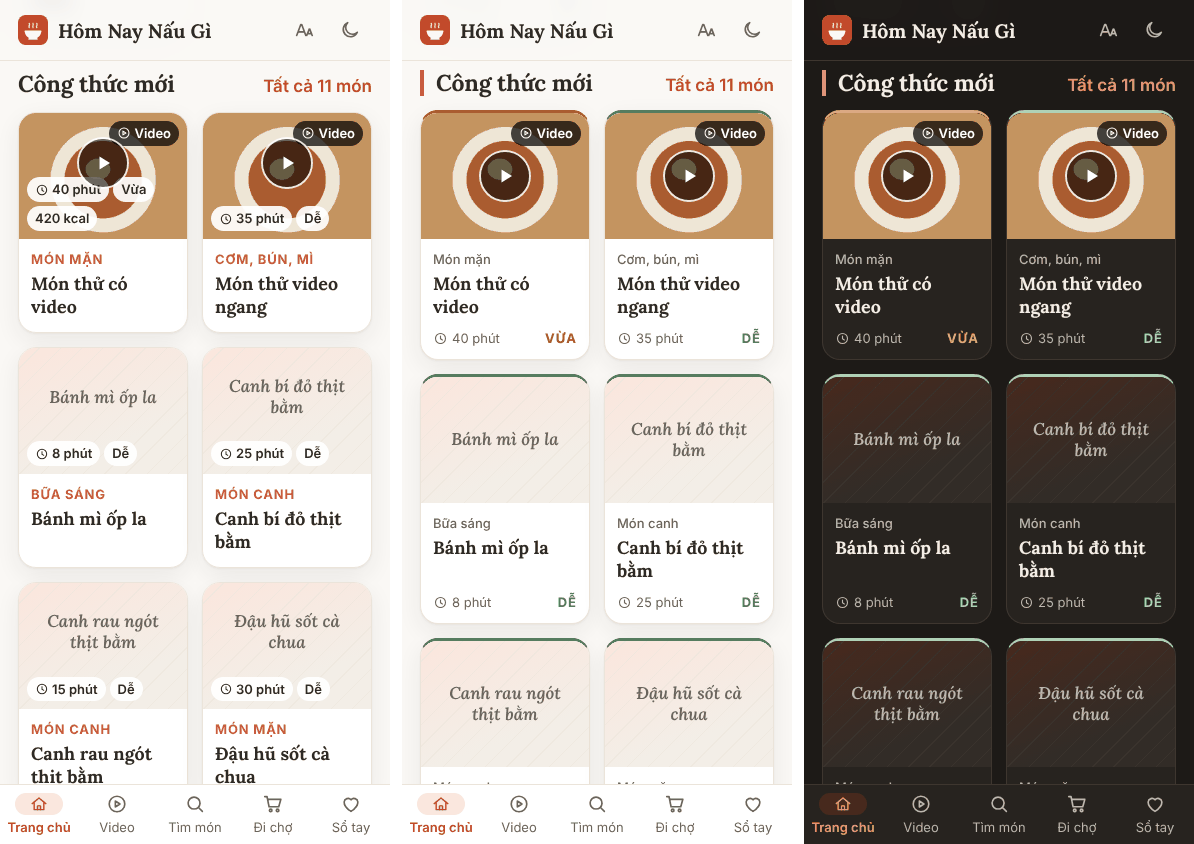 Hôm Nay Nấu Gì
AA
Công thức mới
Tất cả 11 món
Video
40 phút
Vừa
420 kcal
MÓN MẶN
Món thử có
video
Video
35 phút
Dễ
CƠM, BÚN, MÌ
Món thử video
ngang
Bánh mì ốp la
8 phút
Dễ
BỮA SÁNG
Bánh mì ốp la
Canh bí đỏ thịt
bằm
25 phút
Dễ
MÓN CANH
Canh bí đỏ thịt
bằm
Canh rau ngót
thịt bằm
15 phút
Dễ
MÓN CANH
Canh rau ngót
thịt bằm
Đậu hũ sốt cà
chua
30 phút
Dễ
MÓN MẶN
Đậu hũ sốt cà
chua
Trang chủ
Video
Tìm món
Đi chợ
Sổ tay
Hôm Nay Nấu Gì
AA
Công thức mới
Tất cả 11 món
Video
Món mặn
Món thử có
video
40 phút
VỪA
Video
Cơm, bún, mì
Món thử video
ngang
35 phút
DỄ
Bánh mì ốp la
Bữa sáng
Bánh mì ốp la
8 phút
DỄ
Canh bí đỏ thịt
bằm
Món canh
Canh bí đỏ thịt
bằm
25 phút
DỄ
Canh rau ngót
thịt bằm
Đậu hũ sốt cà
chua
Trang chủ
Video
Tìm món
Đi chợ
Sổ tay
Hôm Nay Nấu Gì
AA
Công thức mới
Tất cả 11 món
Video
Món mặn
Món thử có
video
40 phút
VỪA
Video
Cơm, bún, mì
Món thử video
ngang
35 phút
DỄ
Bánh mì ốp la
Bữa sáng
Bánh mì ốp la
8 phút
DỄ
Canh bí đỏ thịt
bằm
Món canh
Canh bí đỏ thịt
bằm
25 phút
DỄ
Canh rau ngót
thịt bằm
Đậu hũ sốt cà
chua
Trang chủ
Video
Tìm món
Đi chợ
Sổ tay